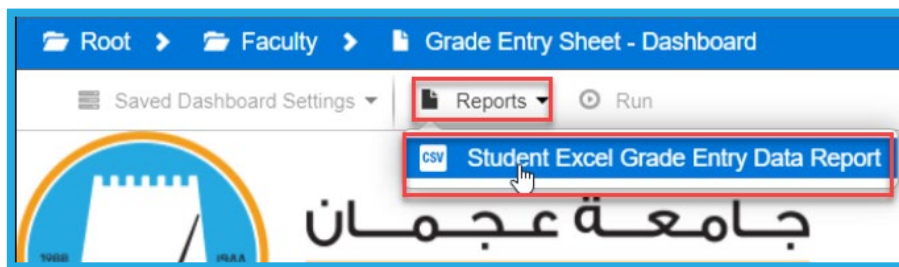 Root > Faculty > Grade Entry Sheet - Dashboard
Saved Dashboard Settings Reports Run
CSV Student Excel Grade Entry Data Report
جامعة عجمان
1988 ١٩٨٨